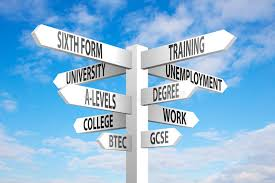 SIXTH FORM
TRAINING
UNIVERSITY
UNEMPLOYMENT
A-LEVELS
DEGREE
COLLEGE
WORK
BTEC
GCSE